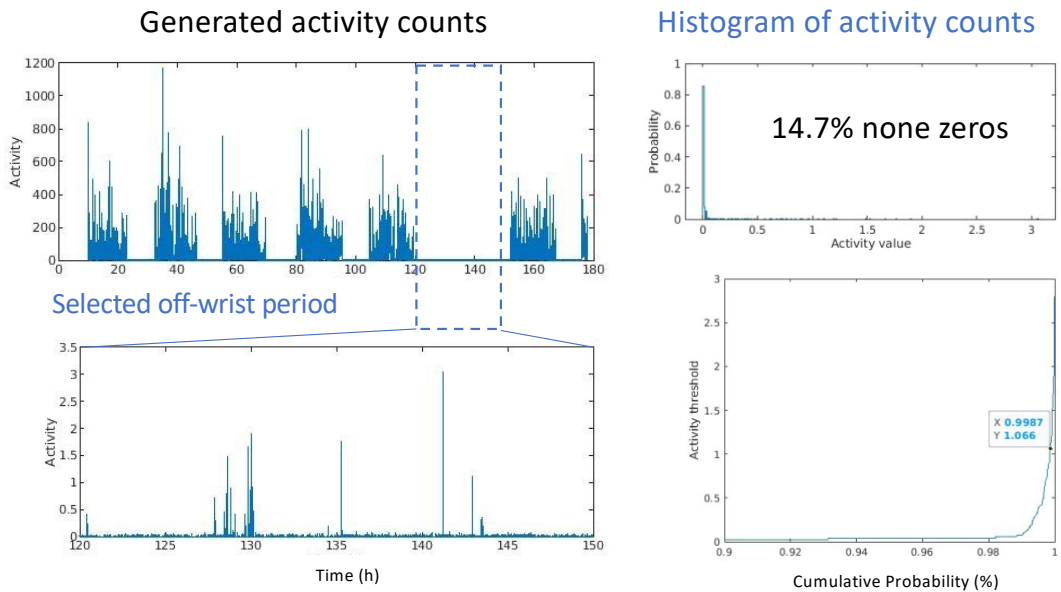 Generated activity counts
Histogram of activity counts
1200
1000
800
600
400
200
0
Activity
0 20 40 60 80 100 120 140 160 180
1
0.8
0.6
0.4
0.2
0
Probability
14.7% none zeros
0 0.5 1 1.5 2 2.5 3
Activity value
Selected off-wrist period
3.5
3
2.5
2
1.5
1
0.5
0
Activity
120 125 130 135 140 145 150
Time (h)
3
2.5
2
1.5
1
0.5
0
Activity threshold
X 0.9987
Y 1.066
0.9 0.92 0.94 0.96 0.98 1
Cumulative Probability (%)